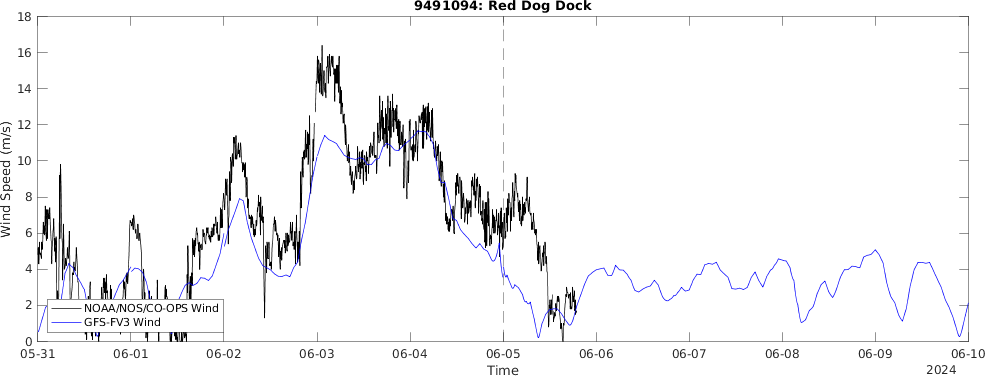 9491094: Red Dog Dock
18
16
14
12
10
8
6
4
2
0
Wind Speed (m/s)
NOAA/NOS/CO-OPS Wind
GFS-FV3 Wind
05-31 06-01 06-02 06-03 06-04 06-05 06-06 06-07 06-08 06-09 06-10
Time
2024